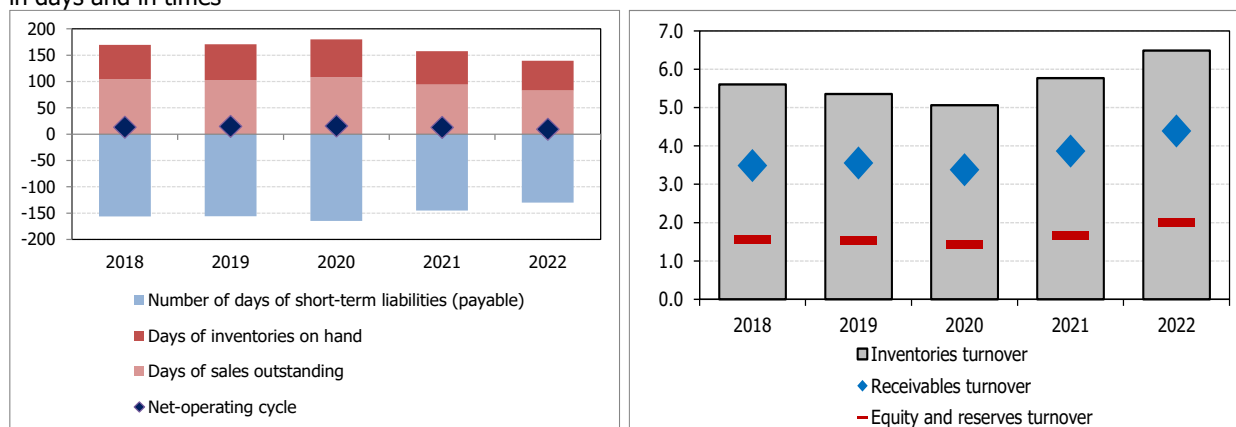 in days and in times
200
150
100
50
0
-50
-100
-150
-200
2018 2019 2020 2021 2022
Number of days of short-term liabilities (payable)
Days of inventories on hand
Days of sales outstanding
Net-operating cycle
7.0
6.0
5.0
4.0
3.0
2.0
1.0
0.0
2018 2019 2020 2021 2022
Inventories turnover
Receivables turnover
Equity and reserves turnover